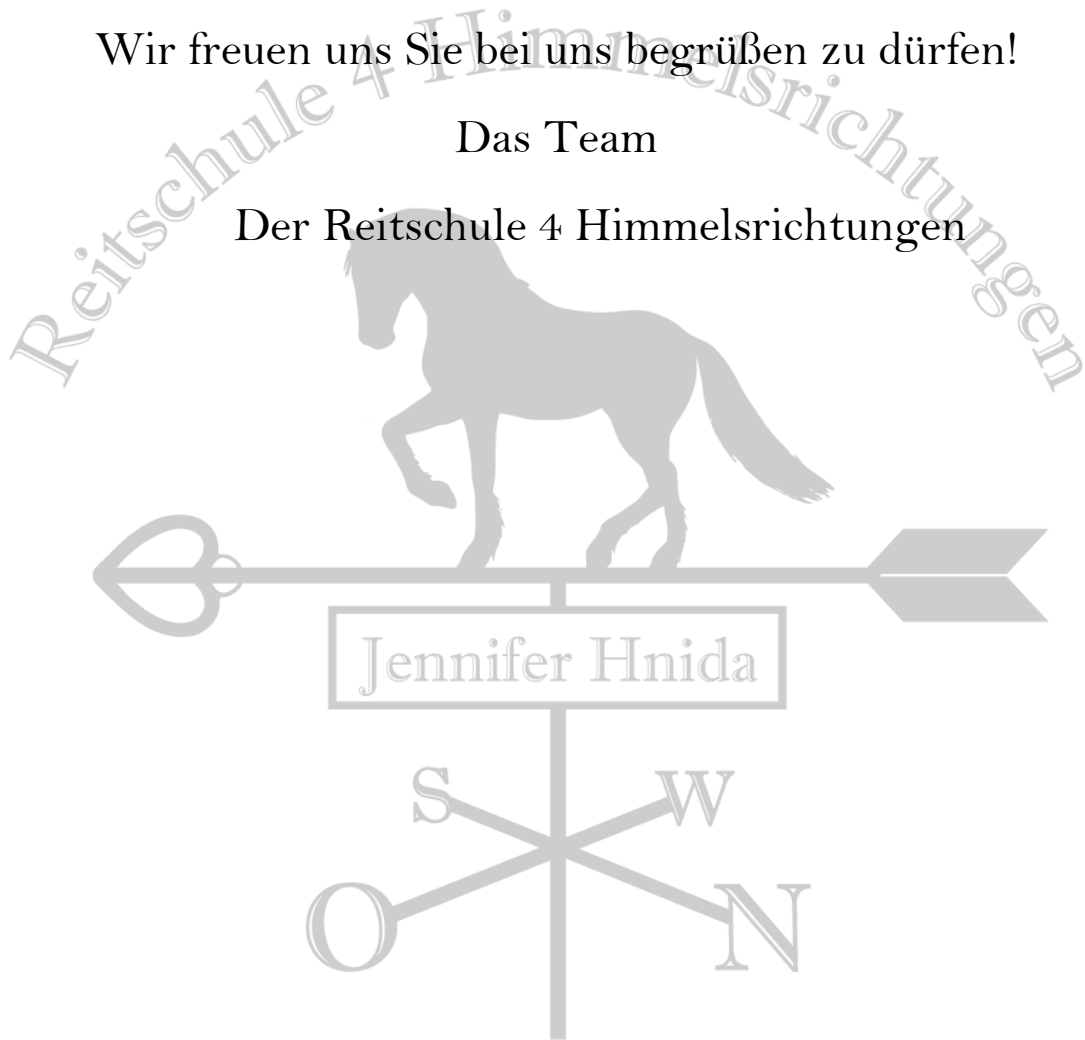 Wir freuen uns Sie bei uns begrüßen zu dürfen!
Das Team
Der Reitschule 4 Himmelsrichtungen
Reitschule 4 Himmelsrichtungen
Jennifer Hnida
S W
O N